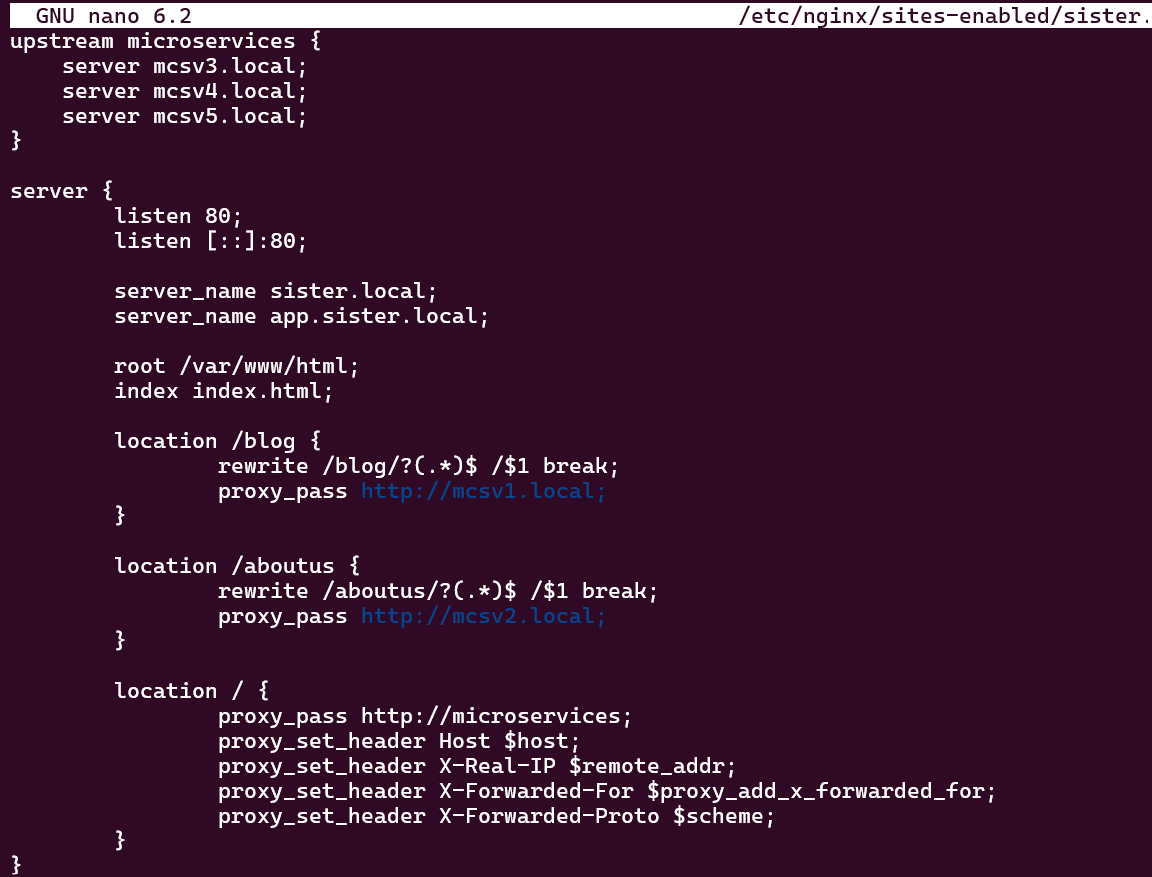 GNU nano 6.2 /etc/nginx/sites-enabled/sister.
upstream microservices {
    server mcsv3.local;
    server mcsv4.local;
    server mcsv5.local;
}

server {
        listen 80;
        listen [::]:80;

        server_name sister.local;
        server_name app.sister.local;

        root /var/www/html;
        index index.html;

        location /blog {
                rewrite /blog/?(.*)$ /$1 break;
                proxy_pass http://mcsv1.local;
        }

        location /aboutus {
                rewrite /aboutus/?(.*)$ /$1 break;
                proxy_pass http://mcsv2.local;
        }

        location / {
                proxy_pass http://microservices;
                proxy_set_header Host $host;
                proxy_set_header X-Real-IP $remote_addr;
                proxy_set_header X-Forwarded-For $proxy_add_x_forwarded_for;
                proxy_set_header X-Forwarded-Proto $scheme;
        }
}